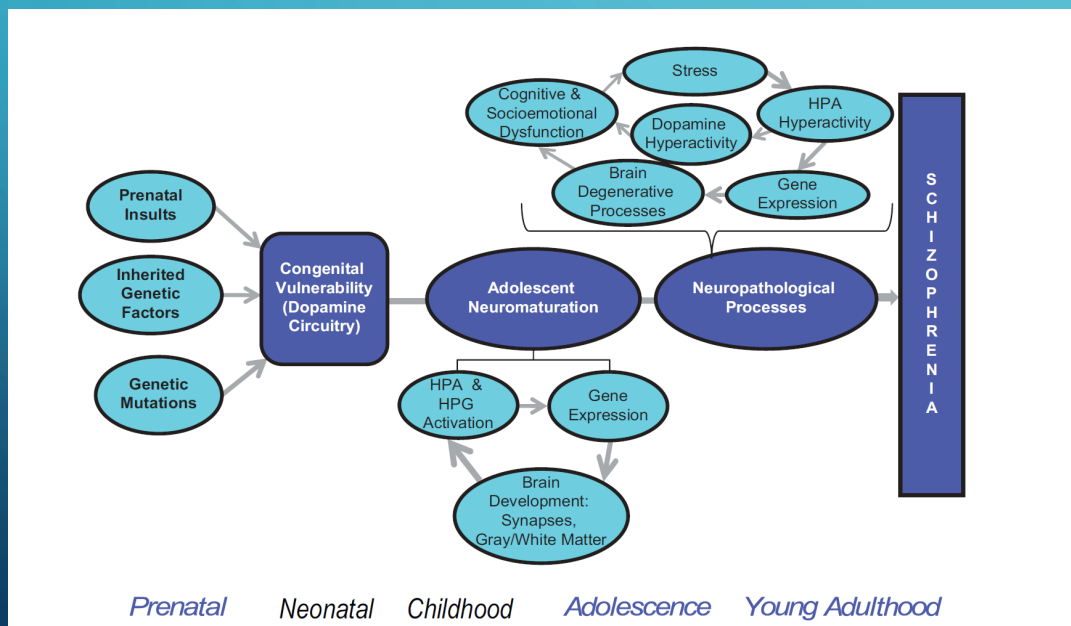 Stress
Cognitive &
Socioemotional
Dysfunction
HPA
Hyperactivity
Dopamine
Hyperactivity
Brain
Degenerative
Processes
Gene
Expression
Prenatal
Insults
Inherited
Genetic
Factors
Genetic
Mutations
Congenital
Vulnerability
(Dopamine
Circuitry)
Adolescent
Neuromaturation
Neuropathological
Processes
HPA &
HPG
Activation
Gene
Expression
Brain
Development:
Synapses,
Gray/White Matter
S
C
H
I
Z
O
P
H
R
E
N
I
A
Prenatal Neonatal Childhood Adolescence Young Adulthood